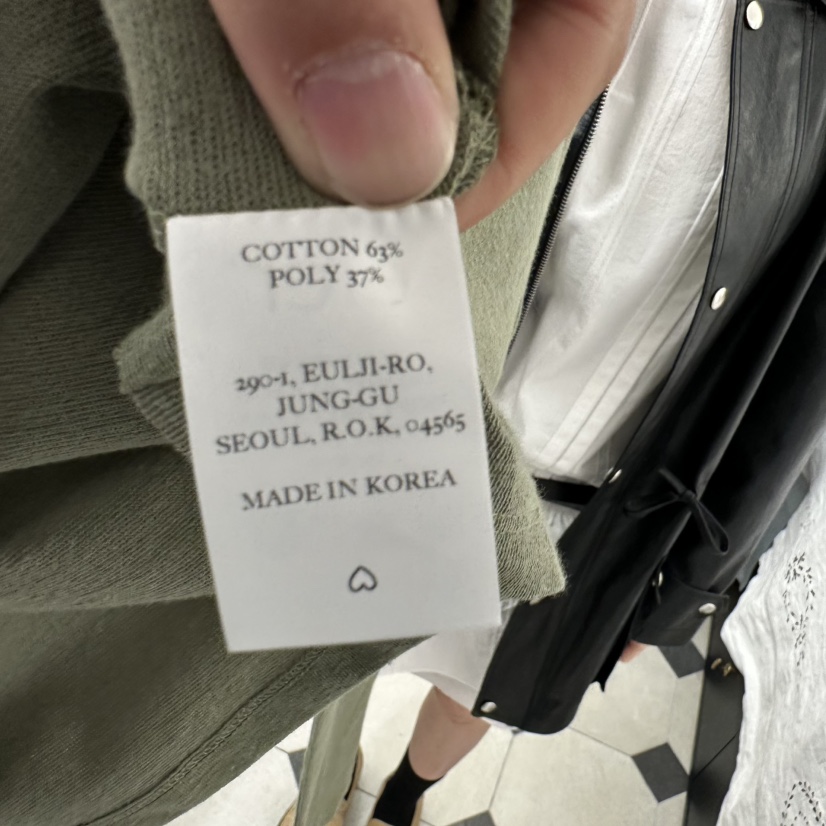 COTTON 63%
POLY 37%
290-1, EULJI-RO,
JUNG-GU
SEOUL, R.O.K, 04565
MADE IN KOREA